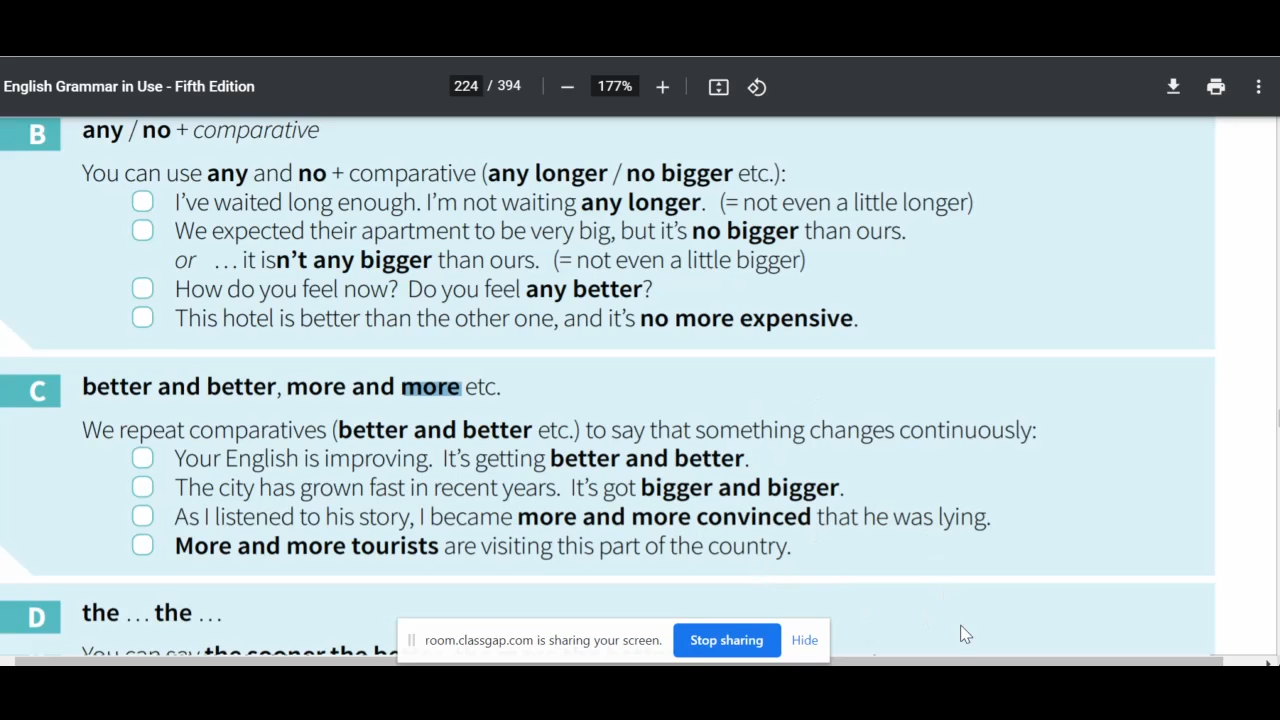 English Grammar in Use - Fifth Edition
224 / 394
177%
B
any / no + comparative
You can use any and no + comparative (any longer / no bigger etc.):
I've waited long enough. I'm not waiting any longer. (= not even a little longer)
We expected their apartment to be very big, but it's no bigger than ours.
or … it isn't any bigger than ours. (= not even a little bigger)
How do you feel now? Do you feel any better?
This hotel is better than the other one, and it's no more expensive.
C
better and better, more and more etc.
We repeat comparatives (better and better etc.) to say that something changes continuously:
Your English is improving. It's getting better and better.
The city has grown fast in recent years. It's got bigger and bigger.
As I listened to his story, I became more and more convinced that he was lying.
More and more tourists are visiting this part of the country.
D
the … the …
You can say the sooner the
room.classgap.com is sharing your screen.
Stop sharing
Hide